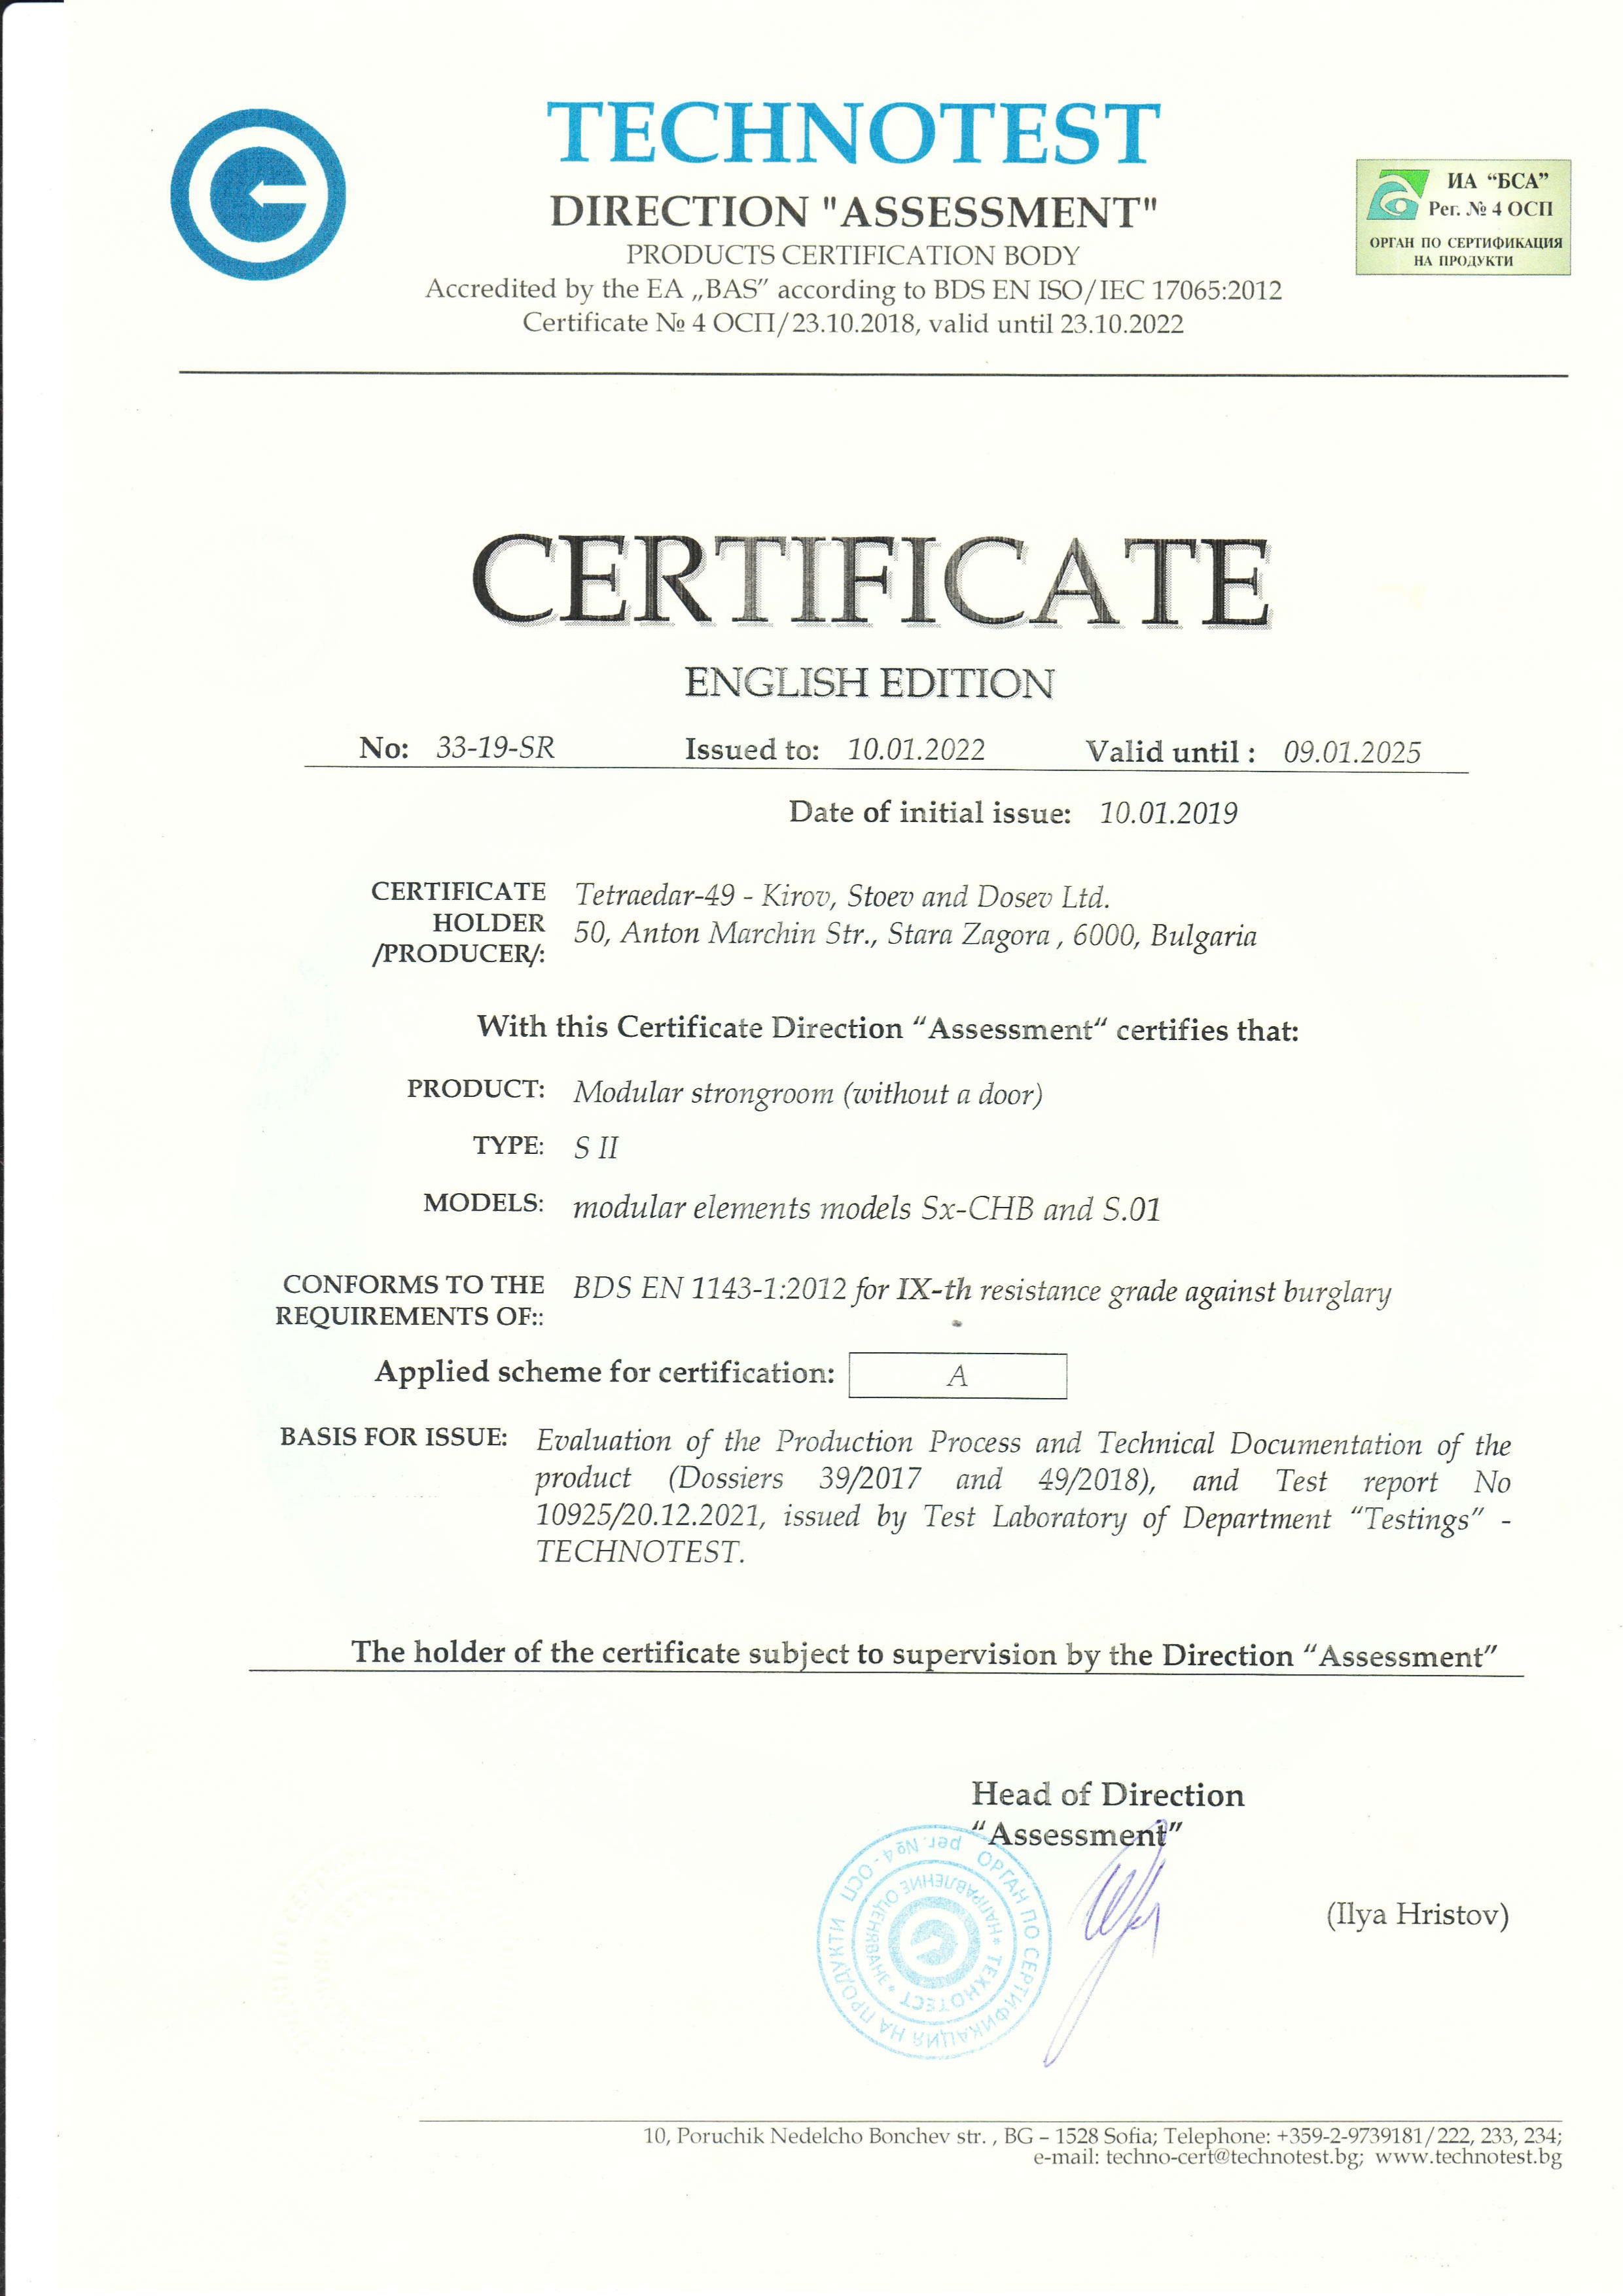 TECHNOTEST
DIRECTION "ASSESSMENT"
PRODUCTS CERTIFICATION BODY
Accredited by the EA „BAS” according to BDS EN ISO/IEC 17065:2012
Certificate № 4 ОСП/23.10.2018, valid until 23.10.2022
ИА “БСА”
Рег. № 4 ОСП
ОРГАН ПО СЕРТИФИКАЦИЯ
НА ПРОДУКТИ
CERTIFICATE
ENGLISH EDITION
No: 33-19-SR Issued to: 10.01.2022 Valid until : 09.01.2025
Date of initial issue: 10.01.2019
CERTIFICATE HOLDER /PRODUCER/:
Tetraedar-49 - Kirov, Stoev and Dosev Ltd.
50, Anton Marchin Str., Stara Zagora , 6000, Bulgaria
With this Certificate Direction “Assessment“ certifies that:
PRODUCT: Modular strongroom (without a door)
TYPE: S II
MODELS: modular elements models Sx-CHB and S.01
CONFORMS TO THE REQUIREMENTS OF::
BDS EN 1143-1:2012 for IX-th resistance grade against burglary
Applied scheme for certification: A
BASIS FOR ISSUE: Evaluation of the Production Process and Technical Documentation of the
product (Dossiers 39/2017 and 49/2018), and Test report No
10925/20.12.2021, issued by Test Laboratory of Department “Testings” -
TECHNOTEST.
The holder of the certificate subject to supervision by the Direction “Assessment”
Head of Direction
“Assessment”
(Ilya Hristov)
ОРГАН ПО СЕРТИФИКАЦИЯ НА ПРОДУКТИ ОСП - №4 рег.
ТЕХНОТЕСТ * НАПРАВЛЕНИЕ ОЦЕНЯВАНЕ *
10, Poruchik Nedelcho Bonchev str. , BG – 1528 Sofia; Telephone: +359-2-9739181/222, 233, 234;
e-mail: techno-cert@technotest.bg; www.technotest.bg